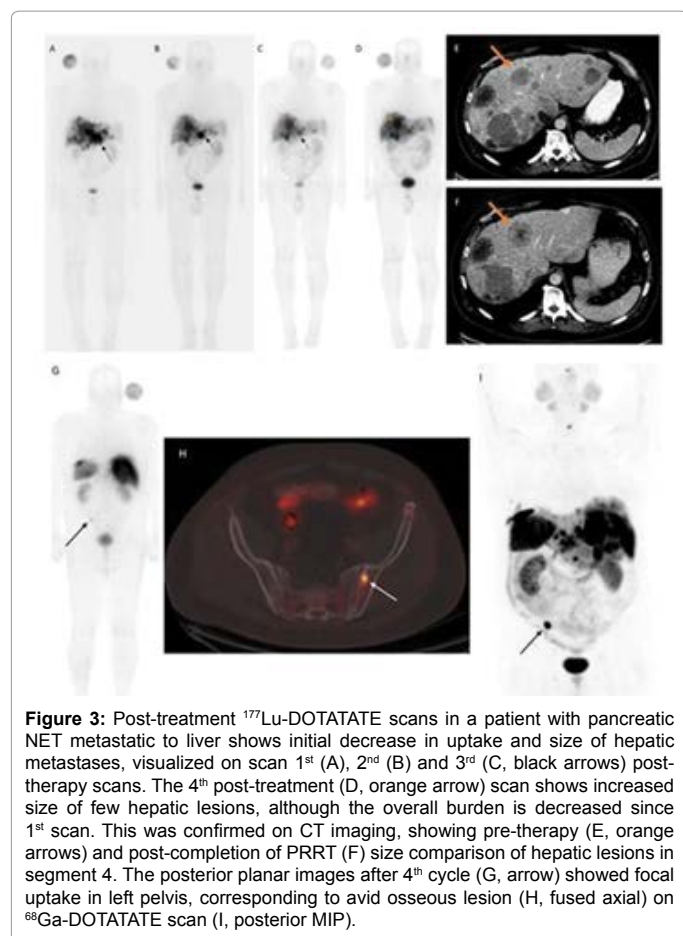 A B C D E
F
G
H
I
Figure 3: Post-treatment ¹⁷⁷Lu-DOTATATE scans in a patient with pancreatic
NET metastatic to liver shows initial decrease in uptake and size of hepatic
metastases, visualized on scan 1ˢᵗ (A), 2ⁿᵈ (B) and 3ʳᵈ (C, black arrows) post-
therapy scans. The 4ᵗʰ post-treatment (D, orange arrow) scan shows increased
size of few hepatic lesions, although the overall burden is decreased since
1ˢᵗ scan. This was confirmed on CT imaging, showing pre-therapy (E, orange
arrows) and post-completion of PRRT (F) size comparison of hepatic lesions in
segment 4. The posterior planar images after 4ᵗʰ cycle (G, arrow) showed focal
uptake in left pelvis, corresponding to avid osseous lesion (H, fused axial) on
⁶⁸Ga-DOTATATE scan (I, posterior MIP).